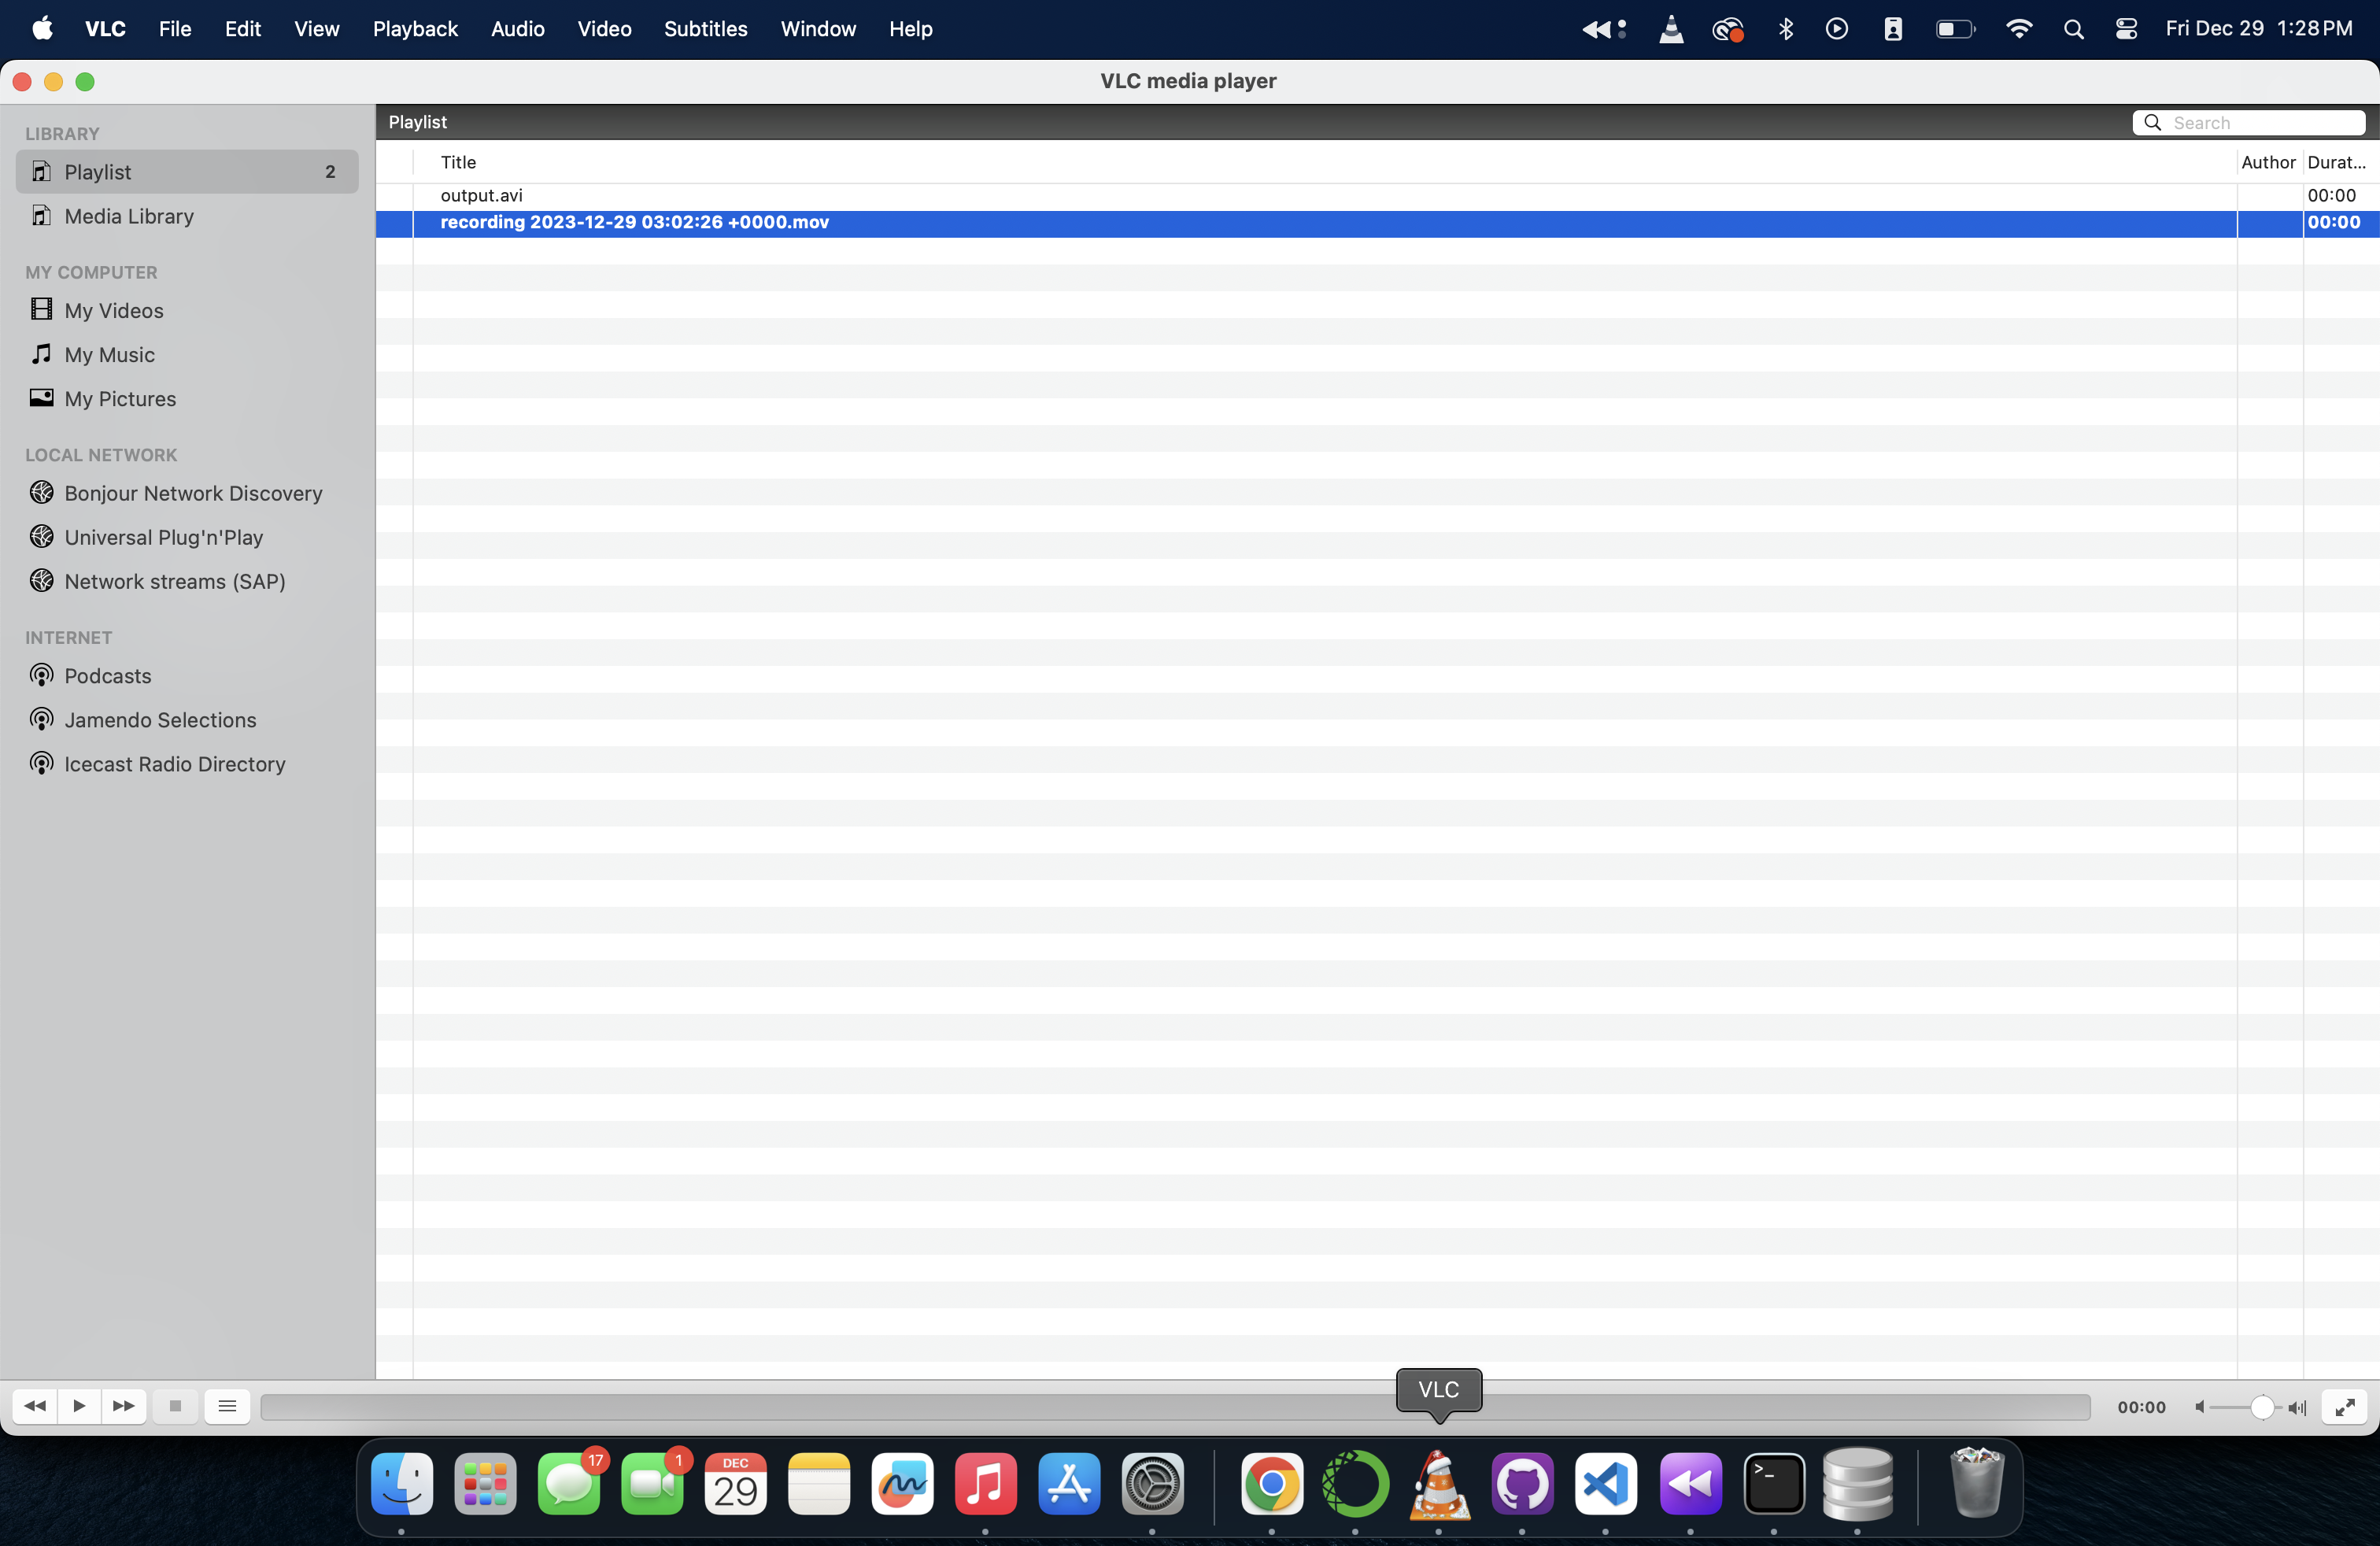 VLC File Edit View Playback Audio Video Subtitles Window Help Fri Dec 29 1:28 PM
VLC media player
LIBRARY
Playlist 2
Media Library
MY COMPUTER
My Videos
My Music
My Pictures
LOCAL NETWORK
Bonjour Network Discovery
Universal Plug'n'Play
Network streams (SAP)
INTERNET
Podcasts
Jamendo Selections
Icecast Radio Directory
Playlist Search
Title Author Durat...
output.avi 00:00
recording 2023-12-29 03:02:26 +0000.mov 00:00
00:00
VLC
17 1 DEC
29
>_